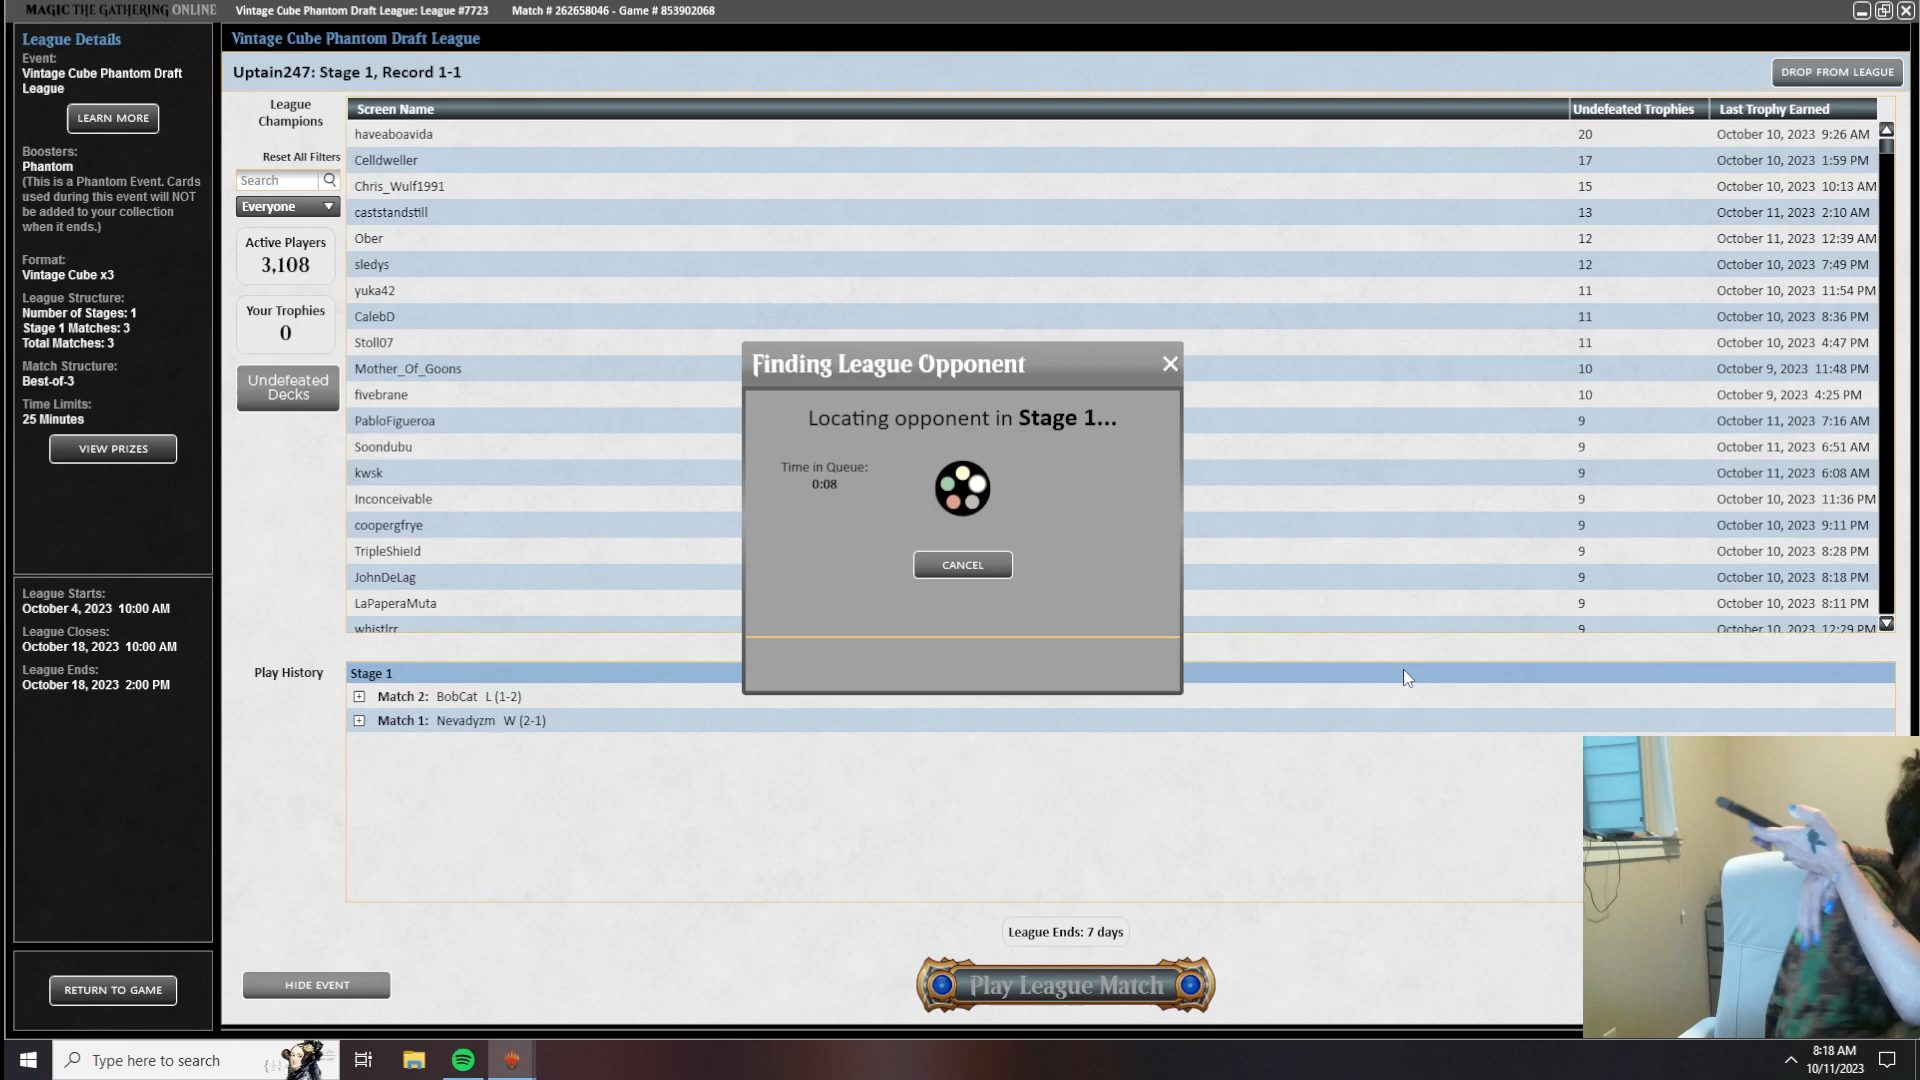 MAGIC THE GATHERING ONLINE
Vintage Cube Phantom Draft League: League #7723
Match # 262658046 - Game # 853902068
League Details
Event:
Vintage Cube Phantom Draft
League
LEARN MORE
Boosters:
Phantom
(This is a Phantom Event. Cards
used during this event will NOT
be added to your collection
when it ends.)
Format:
Vintage Cube x3
League Structure:
Number of Stages: 1
Stage 1 Matches: 3
Total Matches: 3
Match Structure:
Best-of-3
Time Limits:
25 Minutes
VIEW PRIZES
League Starts:
October 4, 2023 10:00 AM
League Closes:
October 18, 2023 10:00 AM
League Ends:
October 18, 2023 2:00 PM
RETURN TO GAME
Vintage Cube Phantom Draft League
Uptain247: Stage 1, Record 1-1
DROP FROM LEAGUE
League
Champions
Reset All Filters
Search
Everyone
Active Players
3,108
Your Trophies
0
Undefeated
Decks
Screen Name Undefeated Trophies Last Trophy Earned
haveaboavida 20 October 10, 2023 9:26 AM
Celldweller 17 October 10, 2023 1:59 PM
Chris_Wulf1991 15 October 10, 2023 10:13 AM
caststandstill 13 October 11, 2023 2:10 AM
Ober 12 October 11, 2023 12:39 AM
sledys 12 October 10, 2023 7:49 PM
yuka42 11 October 10, 2023 11:54 PM
CalebD 11 October 10, 2023 8:36 PM
Stoll07 11 October 10, 2023 4:47 PM
Mother_Of_Goons 10 October 9, 2023 11:48 PM
fivebrane 10 October 9, 2023 4:25 PM
PabloFigueroa 9 October 11, 2023 7:16 AM
Soondubu 9 October 11, 2023 6:51 AM
kwsk 9 October 11, 2023 6:08 AM
Inconceivable 9 October 10, 2023 11:36 PM
coopergfrye 9 October 10, 2023 9:11 PM
TripleShield 9 October 10, 2023 8:28 PM
JohnDeLag 9 October 10, 2023 8:18 PM
LaPaperaMuta 9 October 10, 2023 8:11 PM
whistlrr 9 October 10, 2023 12:29 PM
Finding League Opponent
Locating opponent in Stage 1...
Time in Queue:
0:08
CANCEL
Play History
Stage 1
Match 2: BobCat L (1-2)
Match 1: Nevadyzm W (2-1)
League Ends: 7 days
HIDE EVENT
Play League Match
Type here to search
8:18 AM
10/11/2023